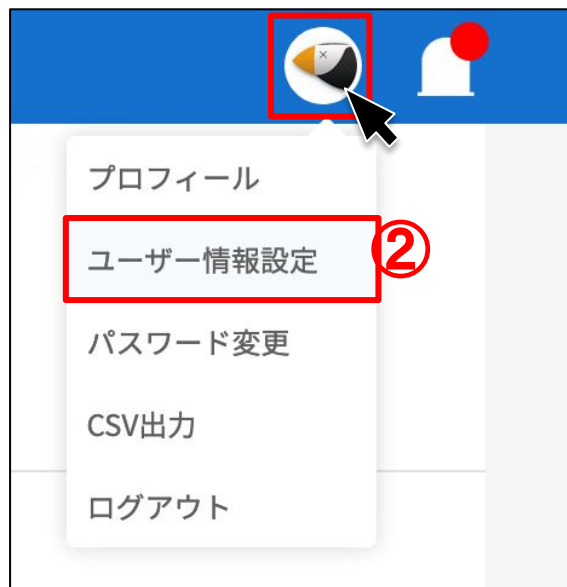 プロフィール
ユーザー情報設定 ②
パスワード変更
CSV出力
ログアウト